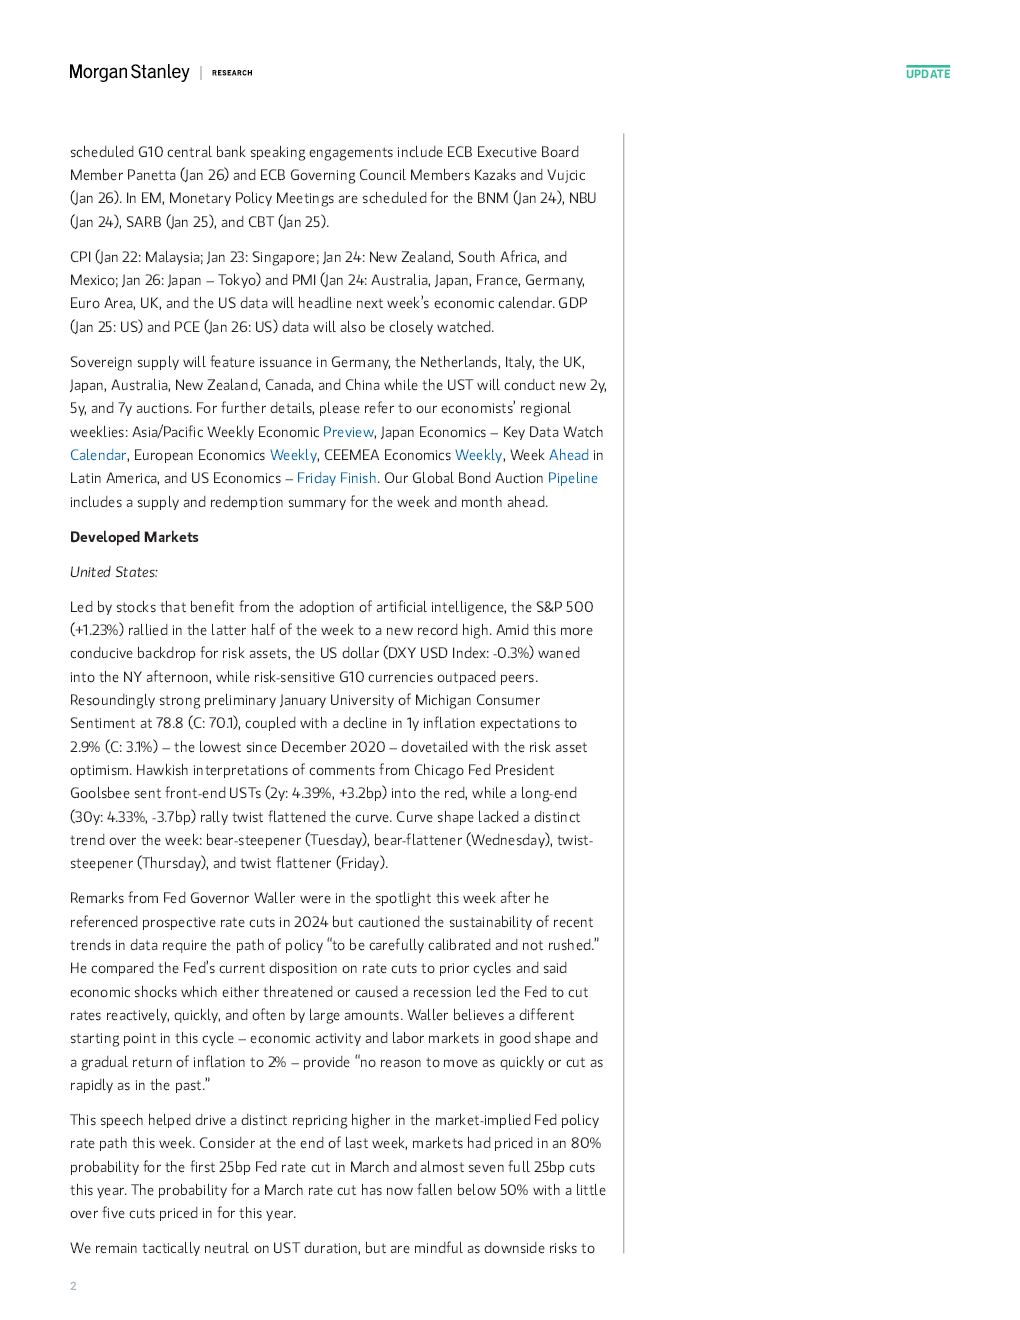 Morgan Stanley | RESEARCH
UPDATE
scheduled G10 central bank speaking engagements include ECB Executive Board
Member Panetta (Jan 26) and ECB Governing Council Members Kazaks and Vujcic
(Jan 26). In EM, Monetary Policy Meetings are scheduled for the BNM (Jan 24), NBU
(Jan 24), SARB (Jan 25), and CBT (Jan 25).
CPI (Jan 22: Malaysia; Jan 23: Singapore; Jan 24: New Zealand, South Africa, and
Mexico; Jan 26: Japan – Tokyo) and PMI (Jan 24: Australia, Japan, France, Germany,
Euro Area, UK, and the US data will headline next week's economic calendar. GDP
(Jan 25: US) and PCE (Jan 26: US) data will also be closely watched.
Sovereign supply will feature issuance in Germany, the Netherlands, Italy, the UK,
Japan, Australia, New Zealand, Canada, and China while the UST will conduct new 2y,
5y, and 7y auctions. For further details, please refer to our economists' regional
weeklies: Asia/Pacific Weekly Economic Preview, Japan Economics – Key Data Watch
Calendar, European Economics Weekly, CEEMEA Economics Weekly, Week Ahead in
Latin America, and US Economics – Friday Finish. Our Global Bond Auction Pipeline
includes a supply and redemption summary for the week and month ahead.
Developed Markets
United States:
Led by stocks that benefit from the adoption of artificial intelligence, the S&P 500
(+1.23%) rallied in the latter half of the week to a new record high. Amid this more
conducive backdrop for risk assets, the US dollar (DXY USD Index: -0.3%) waned
into the NY afternoon, while risk-sensitive G10 currencies outpaced peers.
Resoundingly strong preliminary January University of Michigan Consumer
Sentiment at 78.8 (C: 70.1), coupled with a decline in 1y inflation expectations to
2.9% (C: 3.1%) – the lowest since December 2020 – dovetailed with the risk asset
optimism. Hawkish interpretations of comments from Chicago Fed President
Goolsbee sent front-end USTs (2y: 4.39%, +3.2bp) into the red, while a long-end
(30y: 4.33%, -3.7bp) rally twist flattened the curve. Curve shape lacked a distinct
trend over the week: bear-steepener (Tuesday), bear-flattener (Wednesday), twist-
steepener (Thursday), and twist flattener (Friday).
Remarks from Fed Governor Waller were in the spotlight this week after he
referenced prospective rate cuts in 2024 but cautioned the sustainability of recent
trends in data require the path of policy "to be carefully calibrated and not rushed."
He compared the Fed's current disposition on rate cuts to prior cycles and said
economic shocks which either threatened or caused a recession led the Fed to cut
rates reactively, quickly, and often by large amounts. Waller believes a different
starting point in this cycle – economic activity and labor markets in good shape and
a gradual return of inflation to 2% – provide "no reason to move as quickly or cut as
rapidly as in the past."
This speech helped drive a distinct repricing higher in the market-implied Fed policy
rate path this week. Consider at the end of last week, markets had priced in an 80%
probability for the first 25bp Fed rate cut in March and almost seven full 25bp cuts
this year. The probability for a March rate cut has now fallen below 50% with a little
over five cuts priced in for this year.
We remain tactically neutral on UST duration, but are mindful as downside risks to
2